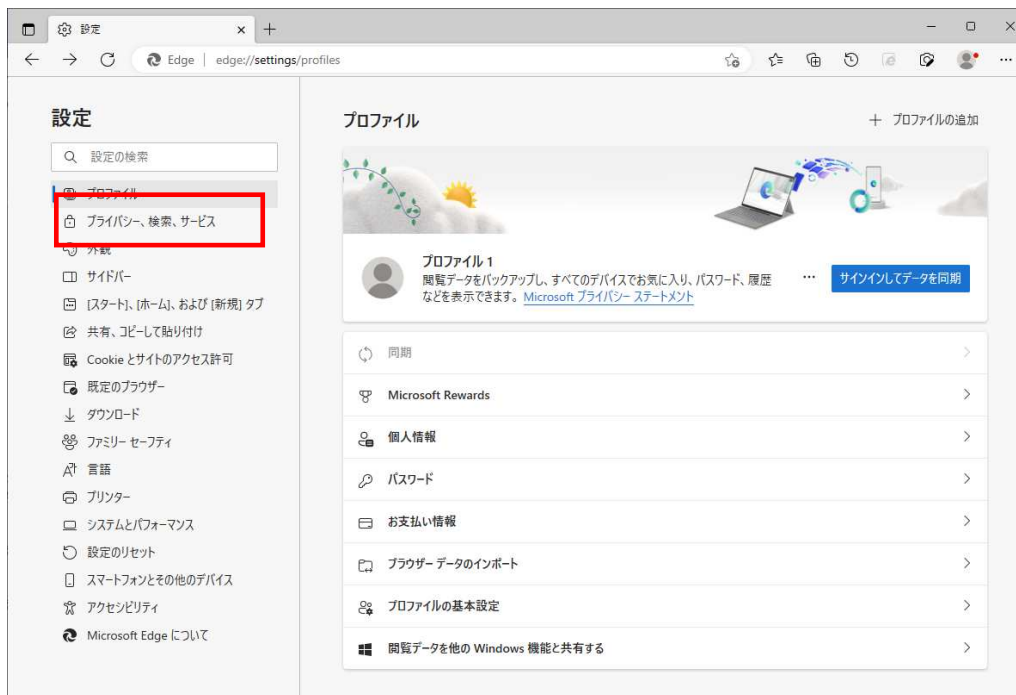 設定
Edge | edge://settings/profiles
設定
設定の検索
プロファイル
プライバシー、検索、サービス
外観
サイドバー
[スタート]、[ホーム]、および [新規] タブ
共有、コピーして貼り付け
Cookie とサイトのアクセス許可
既定のブラウザー
ダウンロード
ファミリー セーフティ
言語
プリンター
システムとパフォーマンス
設定のリセット
スマートフォンとその他のデバイス
アクセシビリティ
Microsoft Edge について
プロファイル
プロファイルの追加
プロファイル 1
閲覧データをバックアップし、すべてのデバイスでお気に入り、パスワード、履歴
などを表示できます。Microsoft プライバシー ステートメント
サインインしてデータを同期
同期
Microsoft Rewards
個人情報
パスワード
お支払い情報
ブラウザー データのインポート
プロファイルの基本設定
閲覧データを他の Windows 機能と共有する